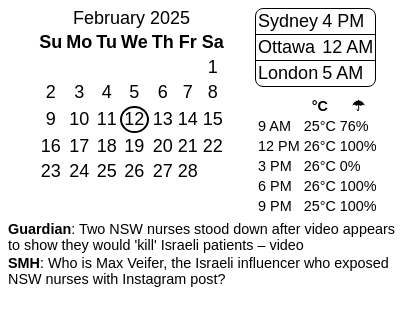 February 2025
Su Mo Tu We Th Fr Sa
1
2 3 4 5 6 7 8
9 10 11 12 13 14 15
16 17 18 19 20 21 22
23 24 25 26 27 28
Sydney 4 PM
Ottawa 12 AM
London 5 AM
°C ☂
9 AM 25°C 76%
12 PM 26°C 100%
3 PM 26°C 0%
6 PM 26°C 100%
9 PM 25°C 100%
Guardian: Two NSW nurses stood down after video appears
to show they would 'kill' Israeli patients – video
SMH: Who is Max Veifer, the Israeli influencer who exposed
NSW nurses with Instagram post?